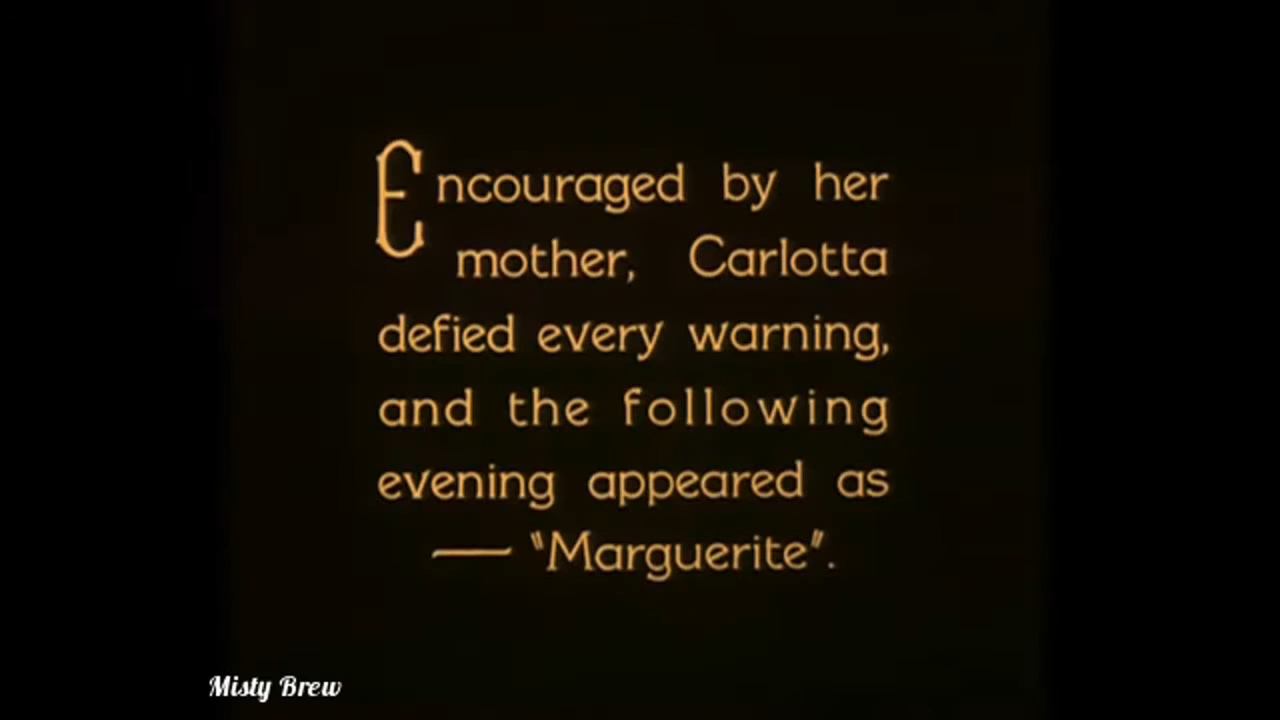 Encouraged by her
mother, Carlotta
defied every warning,
and the following
evening appeared as
— "Marguerite".
Misty Brew